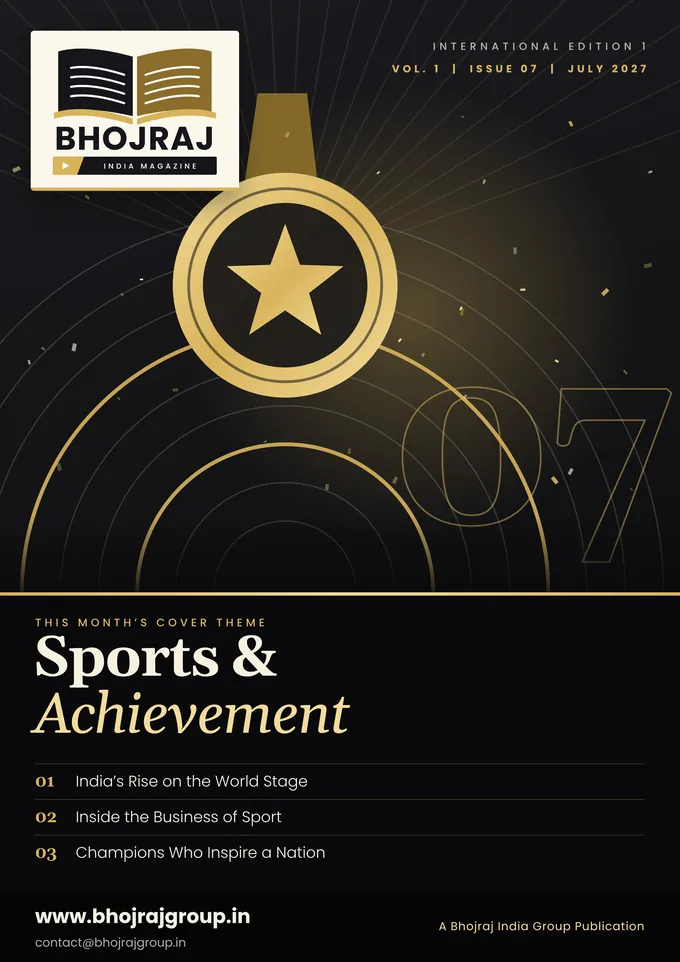 BHOJRAJ
INDIA MAGAZINE
INTERNATIONAL EDITION 1
VOL. 1 | ISSUE 07 | JULY 2027
07
THIS MONTH'S COVER THEME
Sports &
Achievement
01 India's Rise on the World Stage
02 Inside the Business of Sport
03 Champions Who Inspire a Nation
www.bhojrajgroup.in
contact@bhojrajgroup.in
A Bhojraj India Group Publication